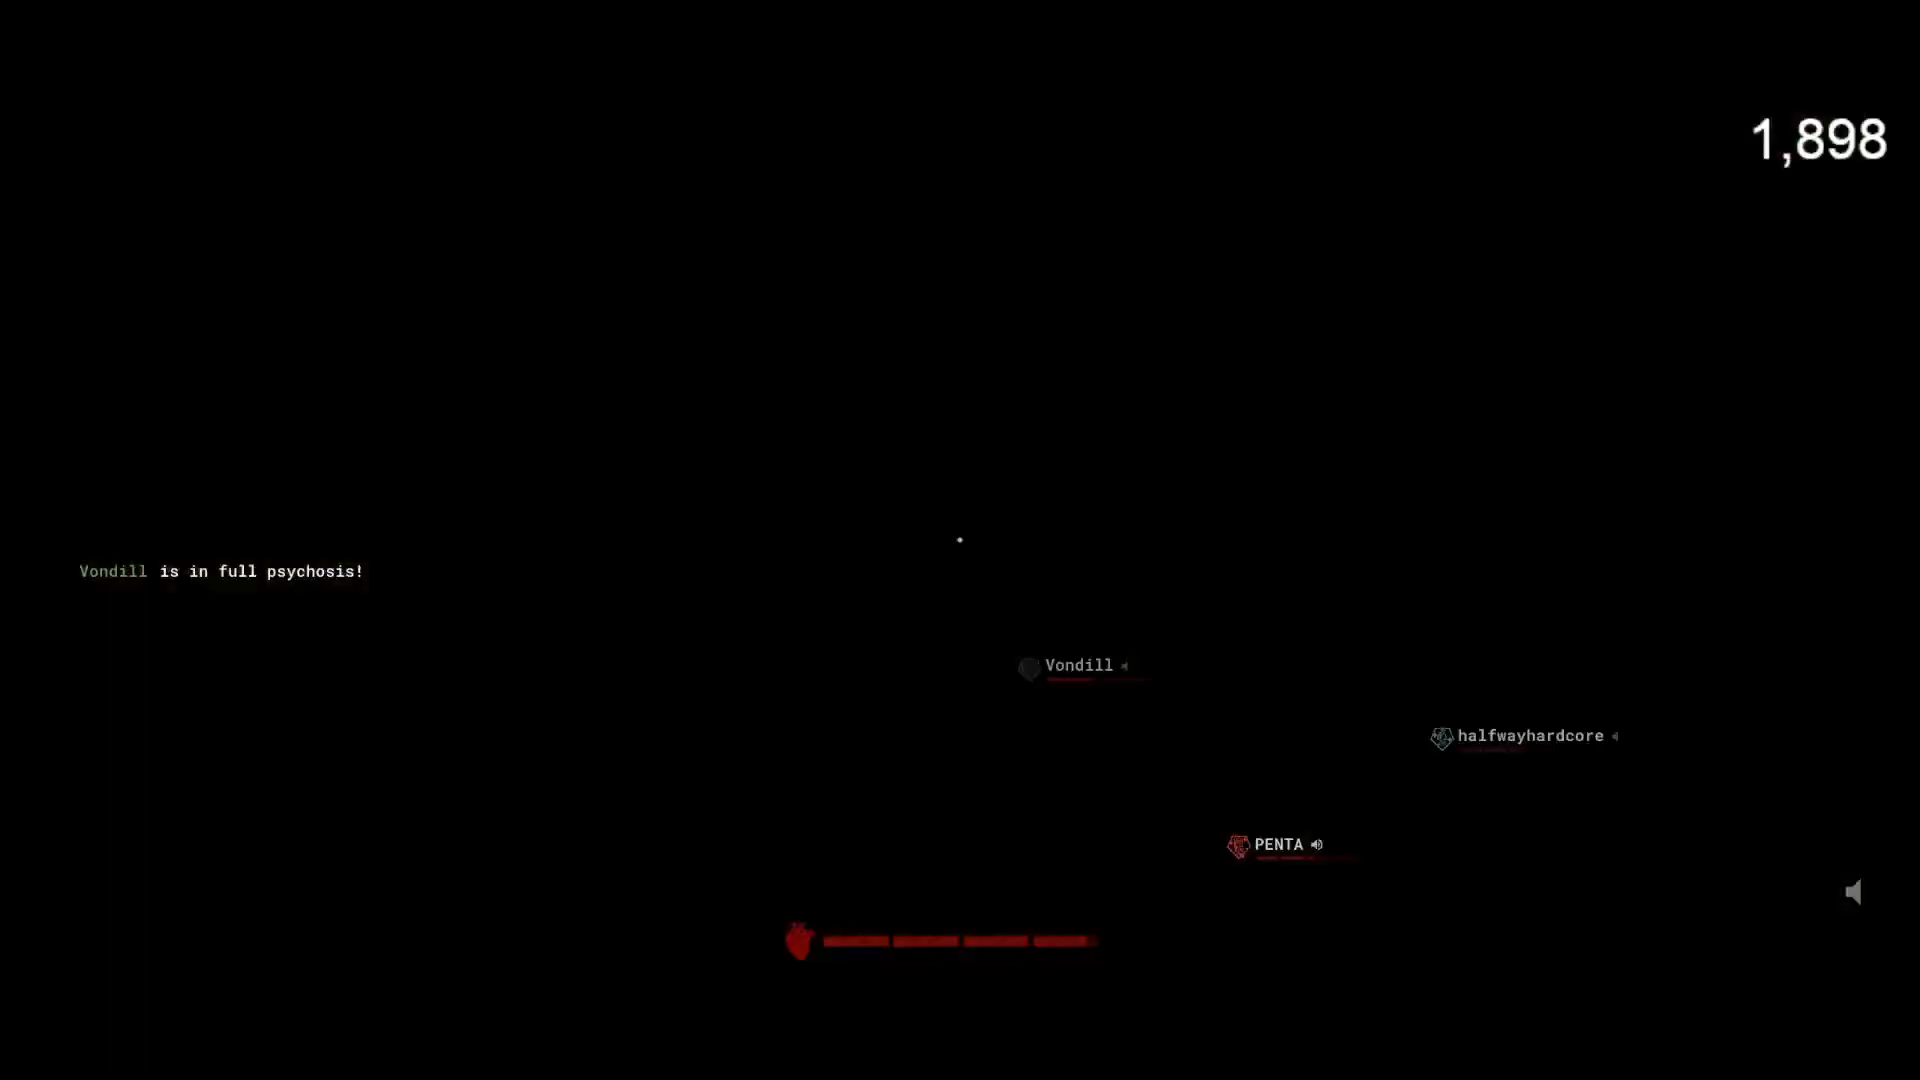 1,898
Vondill is in full psychosis!
Vondill
halfwayhardcore
PENTA